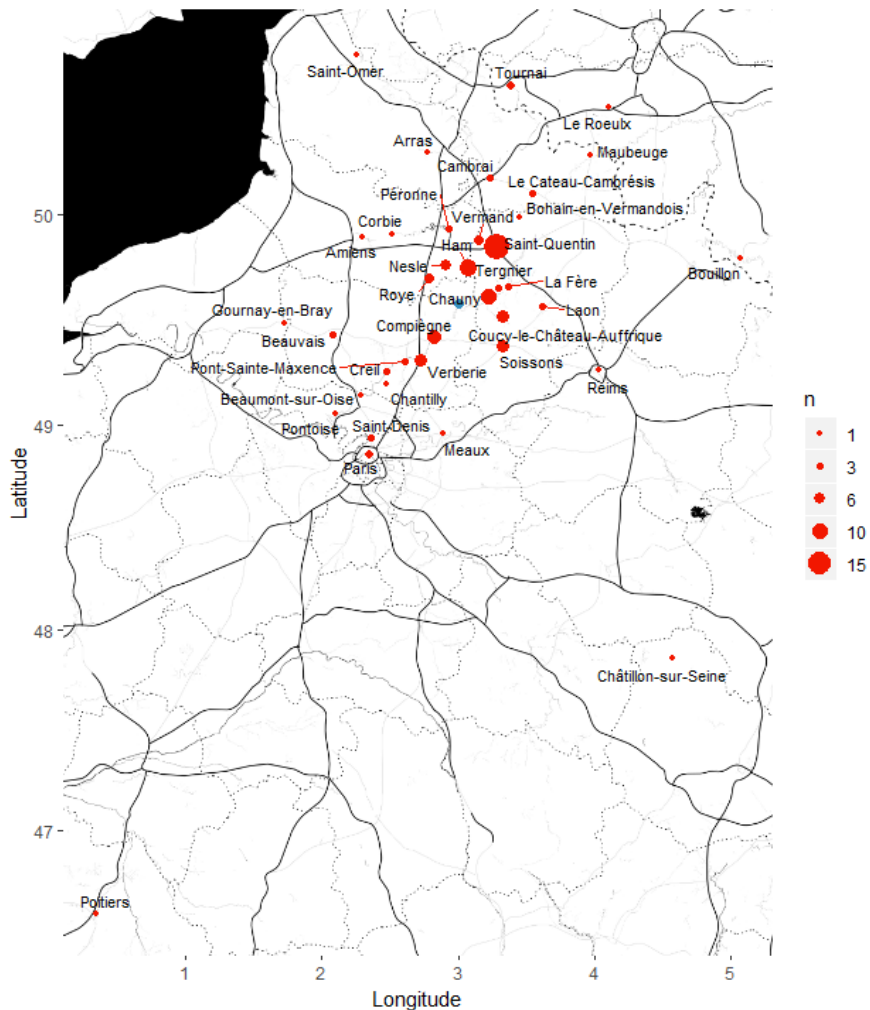 Saint-Omer
Tournai
Le Roeulx
Arras
Maubeuge
Cambrai
Le Cateau-Cambrésis
Péronne
Bohain-en-Vermandois
50
Corbie
Vermand
Amiens
Ham
Saint-Quentin
Nesle
Tergnier
Bouillon
La Fère
Roye
Chauny
Laon
Gournay-en-Bray
Compiègne
Beauvais
Coucy-le-Château-Auffrique
Pont-Sainte-Maxence
Creil
Verberie
Soissons
Reims
Beaumont-sur-Oise
Chantilly
n
49
Pontoise
Saint-Denis
1
Meaux
Paris
3
Latitude
6
10
15
48
Châtillon-sur-Seine
47
Poitiers
1
2
3
4
5
Longitude